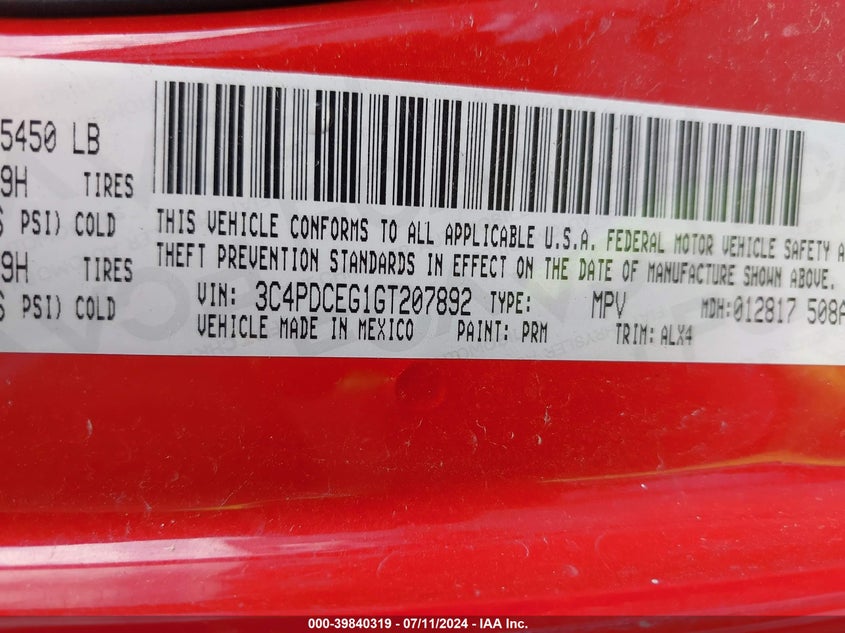 5450 LB
9H TIRES
PSI) COLD
9H TIRES
PSI) COLD
THIS VEHICLE CONFORMS TO ALL APPLICABLE U.S.A. FEDERAL MOTOR VEHICLE SAFETY A
THEFT PREVENTION STANDARDS IN EFFECT ON THE DATE OF MANUFACTURE SHOWN ABOVE.
VIN: 3C4PDCEG1GT207892 TYPE: MPV MDH:012817 508A
VEHICLE MADE IN MEXICO PAINT: PRM TRIM: ALX4
000-39840319 - 07/11/2024 - IAA Inc.